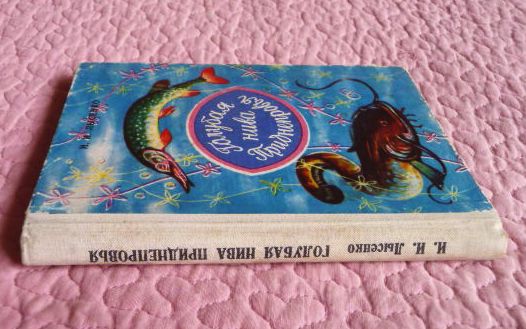 И. И. Лысенко
Голубая
нива
Приднепровья
И. И. Лысенко ГОЛУБАЯ НИВА ПРИДНЕПРОВЬЯ